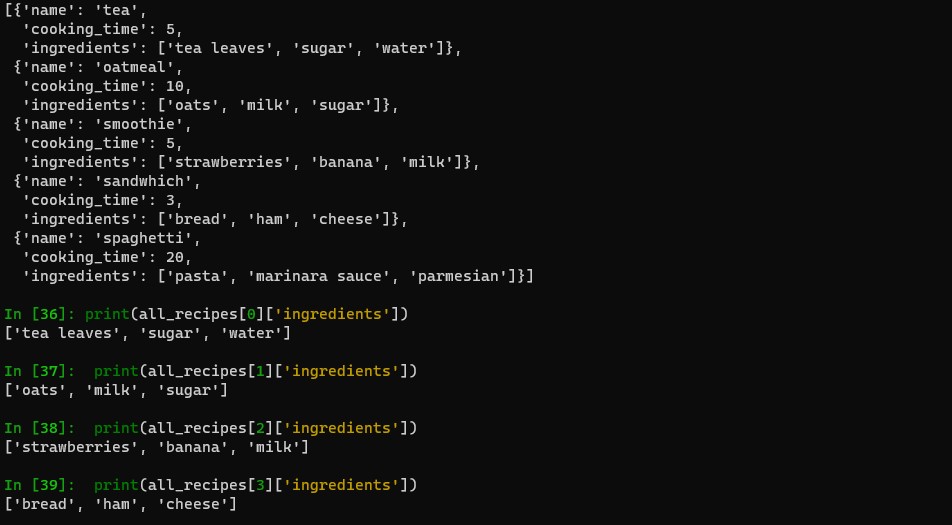 [{'name': 'tea',
  'cooking_time': 5,
  'ingredients': ['tea leaves', 'sugar', 'water']},
 {'name': 'oatmeal',
  'cooking_time': 10,
  'ingredients': ['oats', 'milk', 'sugar']},
 {'name': 'smoothie',
  'cooking_time': 5,
  'ingredients': ['strawberries', 'banana', 'milk']},
 {'name': 'sandwhich',
  'cooking_time': 3,
  'ingredients': ['bread', 'ham', 'cheese']},
 {'name': 'spaghetti',
  'cooking_time': 20,
  'ingredients': ['pasta', 'marinara sauce', 'parmesian']}]
In [36]: print(all_recipes[0]['ingredients'])
['tea leaves', 'sugar', 'water']
In [37]:  print(all_recipes[1]['ingredients'])
['oats', 'milk', 'sugar']
In [38]:  print(all_recipes[2]['ingredients'])
['strawberries', 'banana', 'milk']
In [39]:  print(all_recipes[3]['ingredients'])
['bread', 'ham', 'cheese']